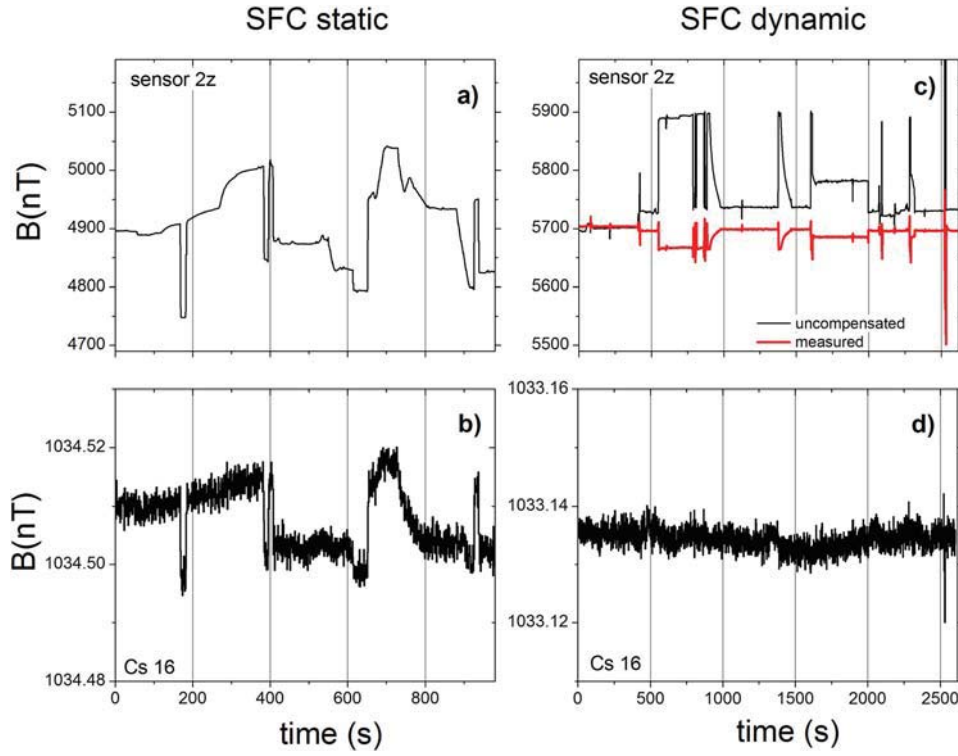 SFC static
SFC dynamic
sensor 2z
a)
5100
5000
4900
4800
4700
B(nT)
sensor 2z
c)
5900
5800
5700
5600
5500
uncompensated
measured
b)
1034.52
1034.50
1034.48
B(nT)
Cs 16
0 200 400 600 800
time (s)
d)
1033.16
1033.14
1033.12
Cs 16
0 500 1000 1500 2000 2500
time (s)